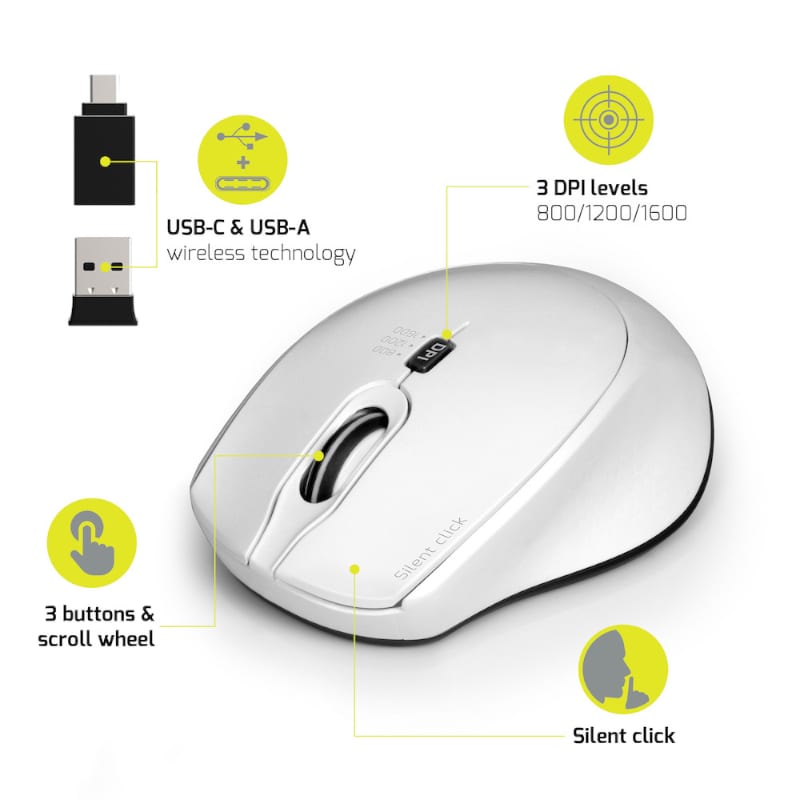 3 DPI levels
800/1200/1600
USB-C & USB-A
wireless technology
1600
1200
800
DPI
Silent click
3 buttons &
scroll wheel
Silent click